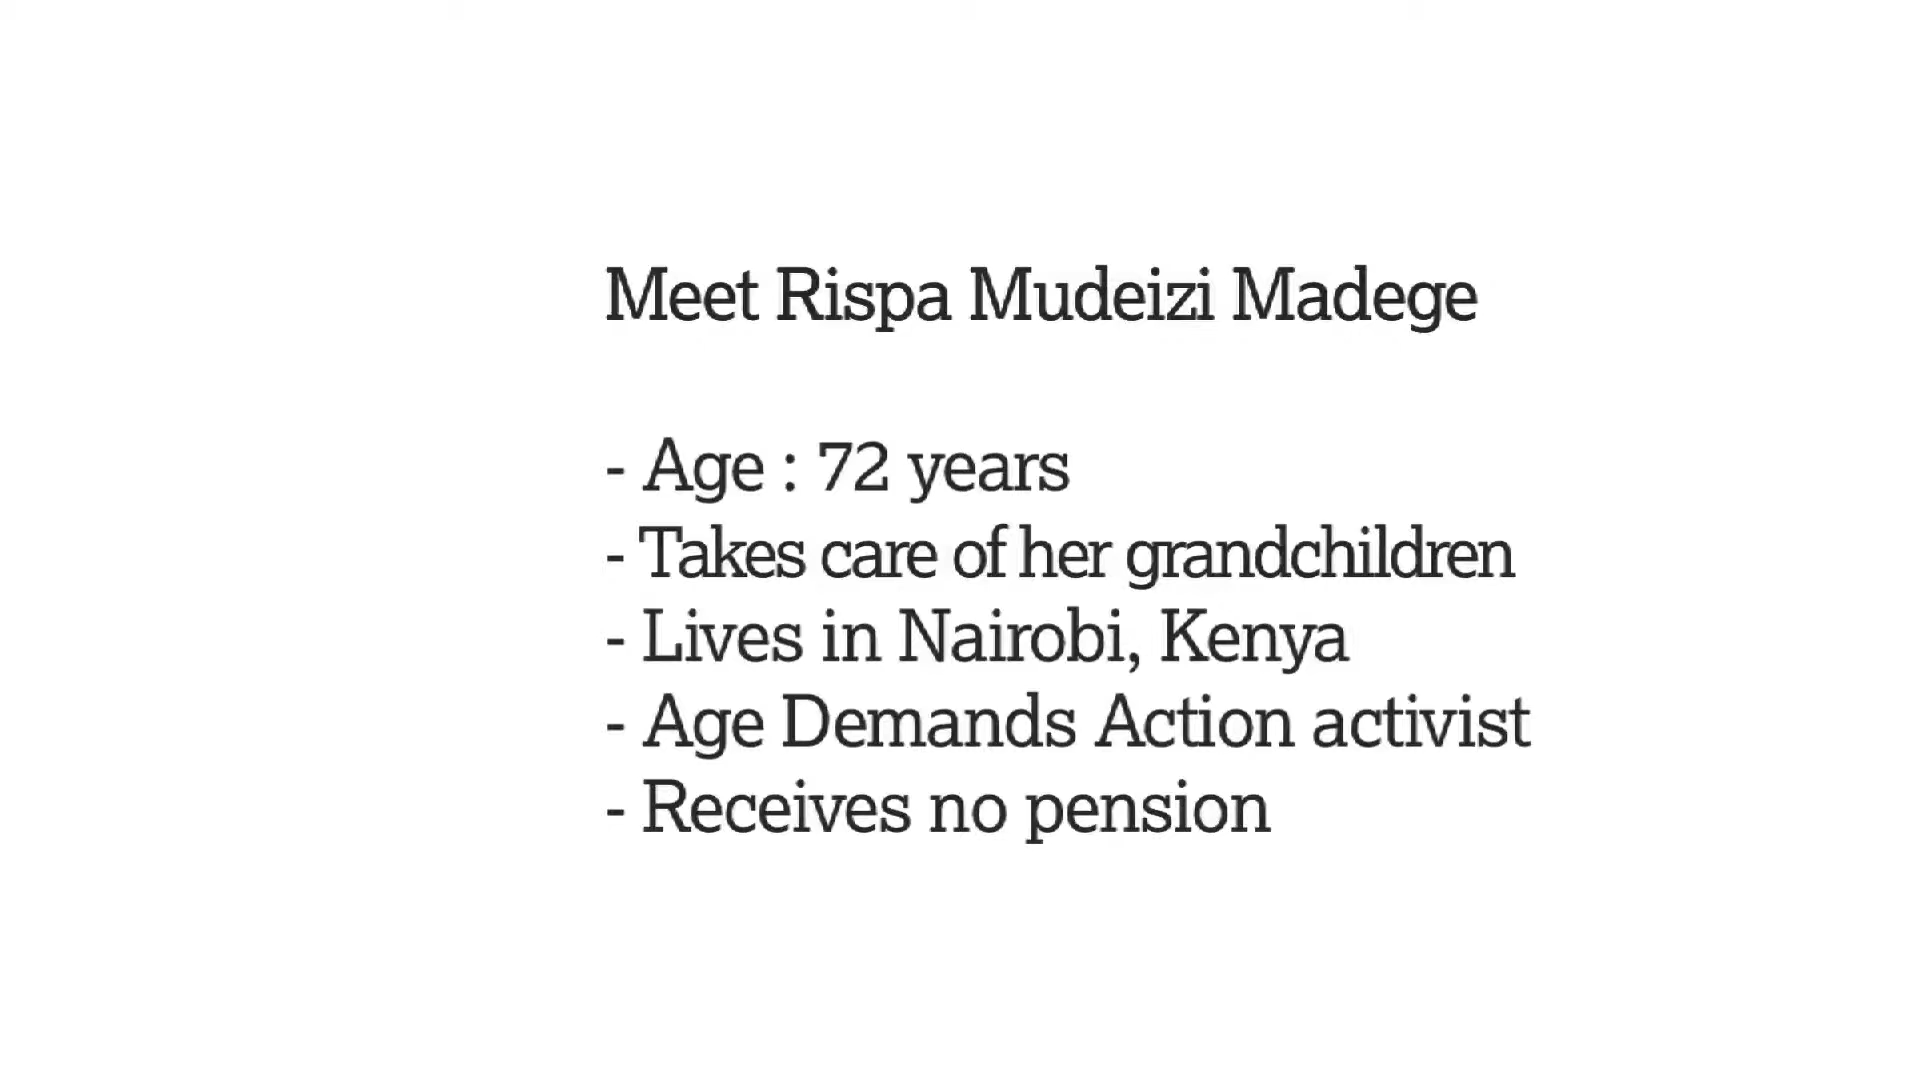 Meet Rispa Mudeizi Madege
- Age : 72 years
- Takes care of her grandchildren
- Lives in Nairobi, Kenya
- Age Demands Action activist
- Receives no pension